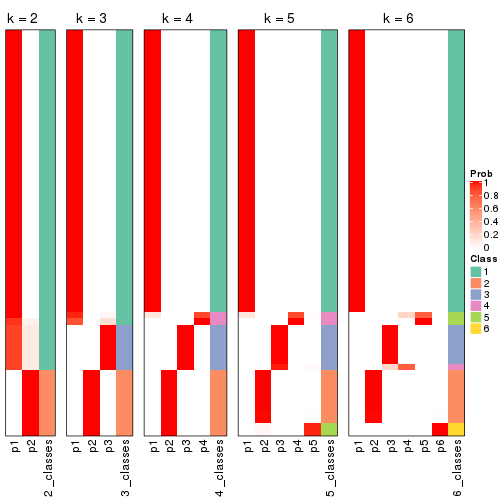 k = 2
k = 3
k = 4
k = 5
k = 6
Prob
1
0.8
0.6
0.4
0.2
0
Class
1
2
3
4
5
6
p1
p2
2_classes
p1
p2
p3
3_classes
p1
p2
p3
p4
4_classes
p1
p2
p3
p4
p5
5_classes
p1
p2
p3
p4
p5
p6
6_classes